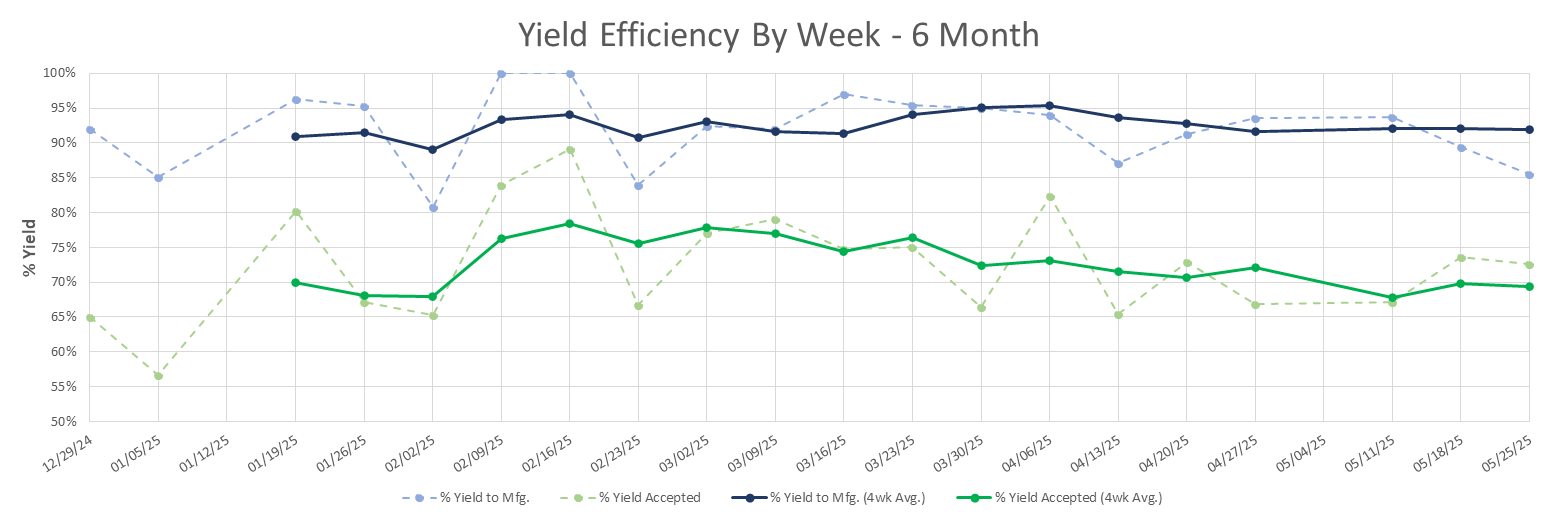 Yield Efficiency By Week - 6 Month
% Yield
100%
95%
90%
85%
80%
75%
70%
65%
60%
55%
50%
12/29/24 01/05/25 01/12/25 01/19/25 01/26/25 02/02/25 02/09/25 02/16/25 02/23/25 03/02/25 03/09/25 03/16/25 03/23/25 03/30/25 04/06/25 04/13/25 04/20/25 04/27/25 05/04/25 05/11/25 05/18/25 05/25/25
% Yield to Mfg. % Yield Accepted % Yield to Mfg. (4wk Avg.) % Yield Accepted (4wk Avg.)